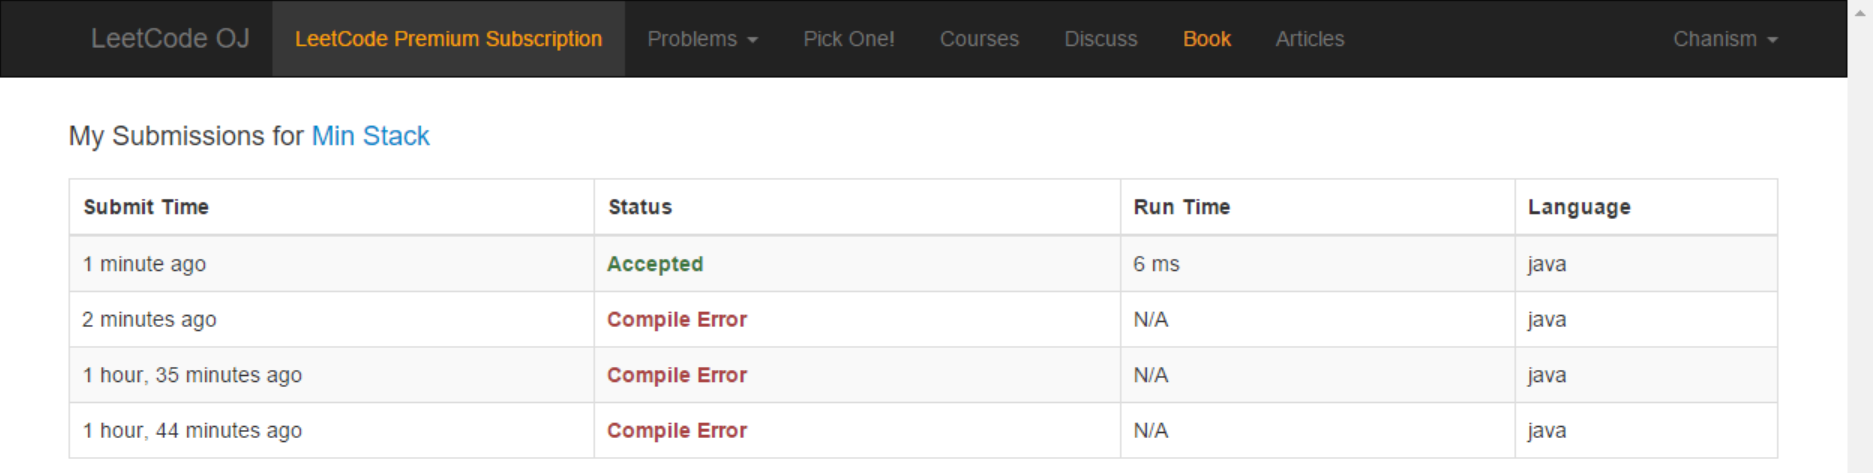 LeetCode OJ LeetCode Premium Subscription Problems Pick One! Courses Discuss Book Articles Chanism
My Submissions for Min Stack
Submit Time Status Run Time Language
1 minute ago Accepted 6 ms java
2 minutes ago Compile Error N/A java
1 hour, 35 minutes ago Compile Error N/A java
1 hour, 44 minutes ago Compile Error N/A java